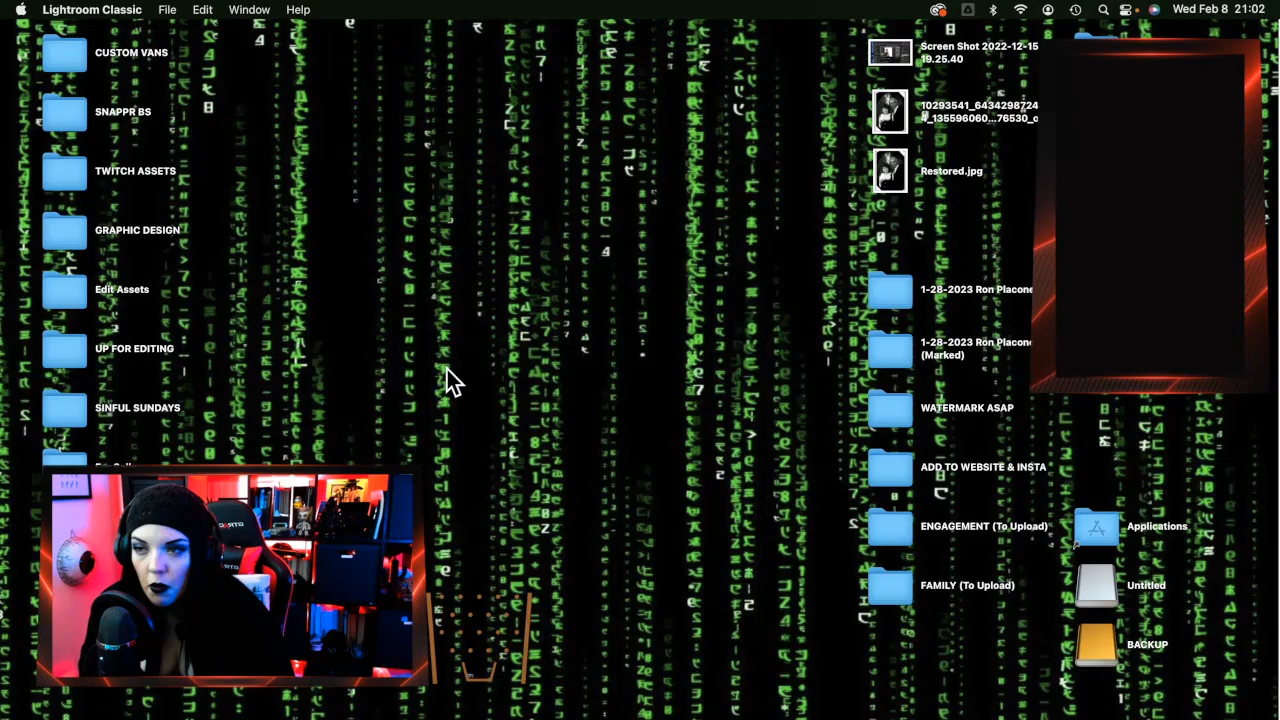 Lightroom Classic File Edit Window Help Wed Feb 8 21:02
CUSTOM VANS
SNAPPR BS
TWITCH ASSETS
GRAPHIC DESIGN
Edit Assets
UP FOR EDITING
SINFUL SUNDAYS
Screen Shot 2022-12-15
19.25.40
10293541_6434298724
4_135596060...76530_o
Restored.jpg
1-28-2023 Ron Placone
1-28-2023 Ron Placone
(Marked)
WATERMARK ASAP
ADD TO WEBSITE & INSTA
ENGAGEMENT (To Upload)
FAMILY (To Upload)
Applications
Untitled
BACKUP